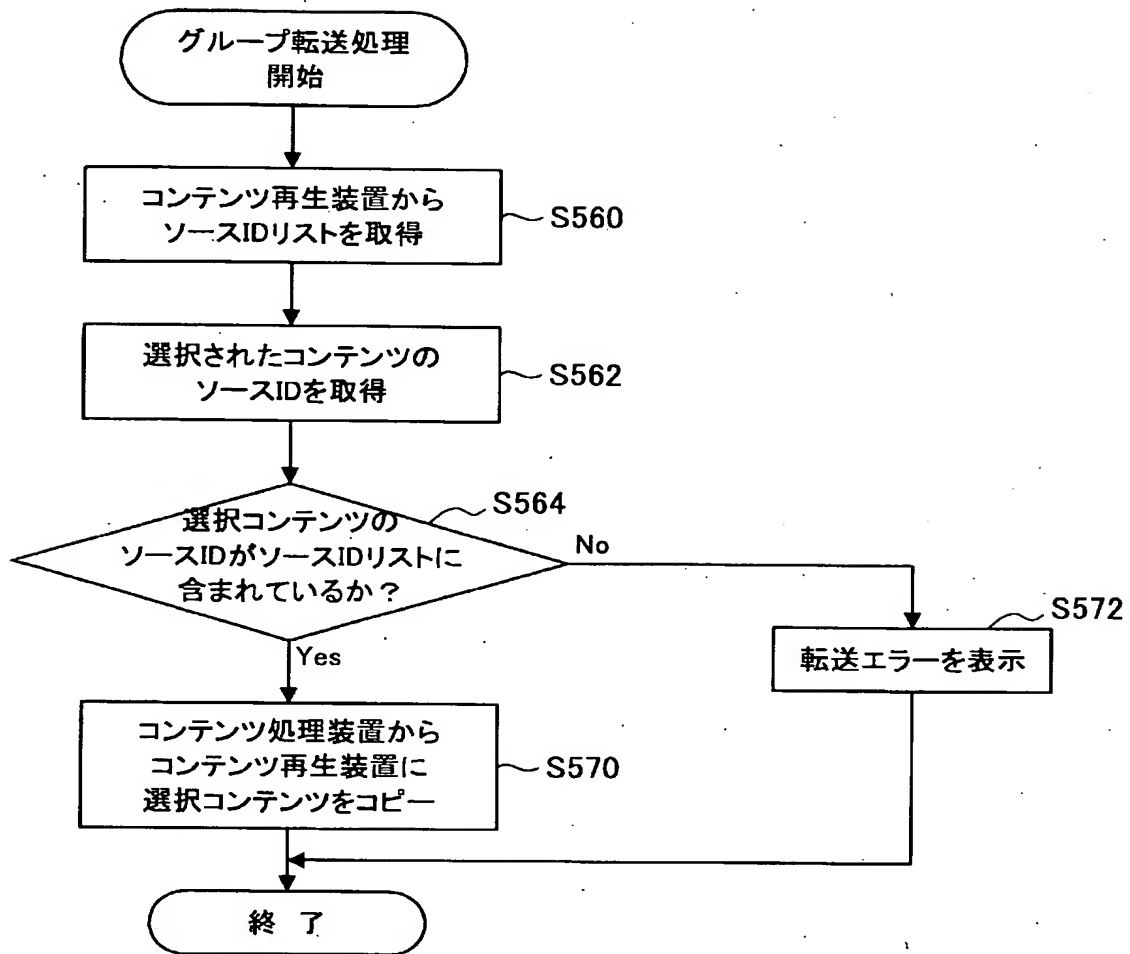 グループ転送処理
開始
コンテンツ再生装置から
ソースIDリストを取得
S560
選択されたコンテンツの
ソースIDを取得
S562
S564
選択コンテンツの
ソースIDがソースIDリストに
含まれているか?
No
Yes
S572
転送エラーを表示
コンテンツ処理装置から
コンテンツ再生装置に
選択コンテンツをコピー
S570
終 了